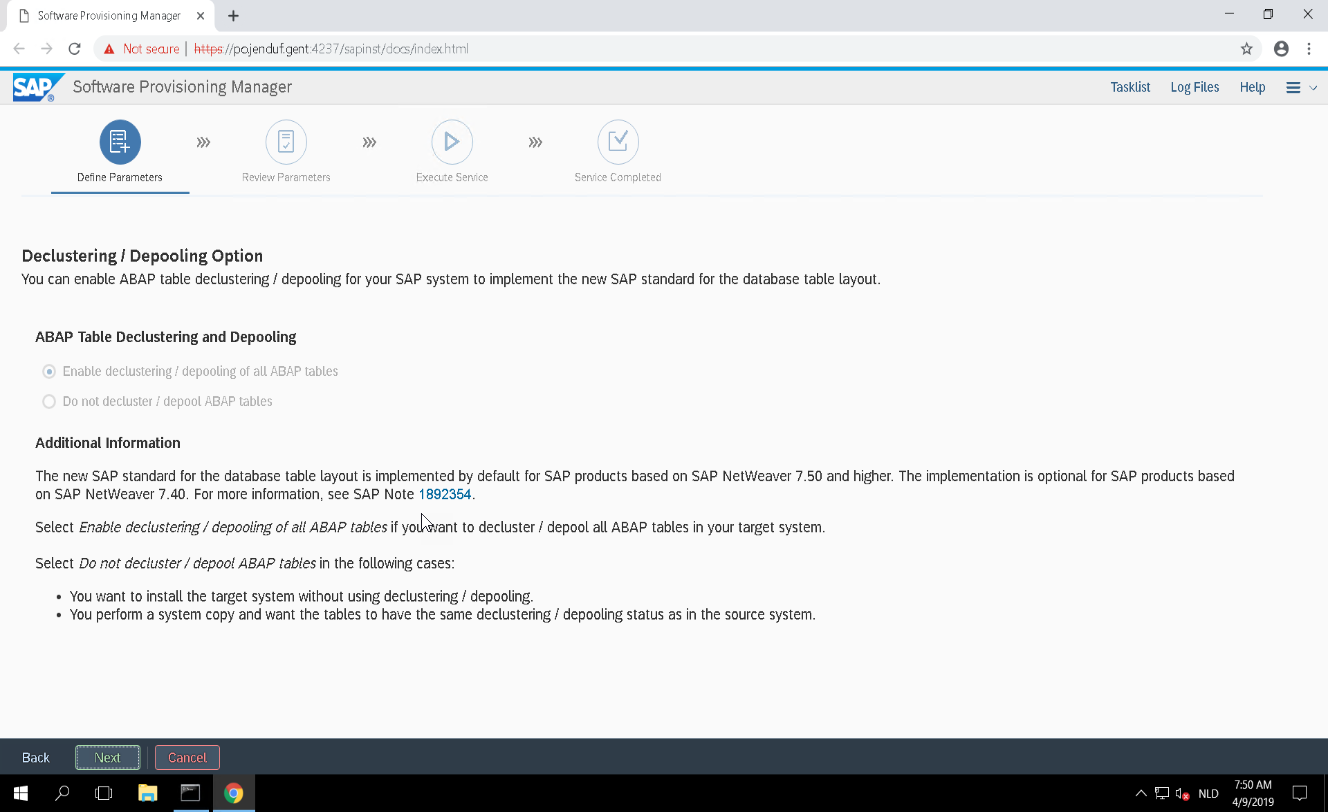 Software Provisioning Manager
Not secure | https://pojenduf.gent:4237/sapinst/docs/index.html
SAP Software Provisioning Manager Tasklist Log Files Help
Define Parameters Review Parameters Execute Service Service Completed
Declustering / Depooling Option
You can enable ABAP table declustering / depooling for your SAP system to implement the new SAP standard for the database table layout.
ABAP Table Declustering and Depooling
Enable declustering / depooling of all ABAP tables
Do not decluster / depool ABAP tables
Additional Information
The new SAP standard for the database table layout is implemented by default for SAP products based on SAP NetWeaver 7.50 and higher. The implementation is optional for SAP products based
on SAP NetWeaver 7.40. For more information, see SAP Note 1892354.
Select Enable declustering / depooling of all ABAP tables if you want to decluster / depool all ABAP tables in your target system.
Select Do not decluster / depool ABAP tables in the following cases:
• You want to install the target system without using declustering / depooling.
• You perform a system copy and want the tables to have the same declustering / depooling status as in the source system.
Back Next Cancel
NLD
7:50 AM
4/9/2019